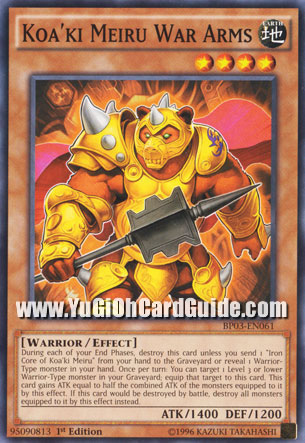 KOA'KI MEIRU WAR ARMS
EARTH
地
www.YuGiOhCardGuide.com
BP03-EN061
[WARRIOR / EFFECT]
During each of your End Phases, destroy this card unless you send 1 "Iron
Core of Koa'ki Meiru" from your hand to the Graveyard or reveal 1 Warrior-
Type monster in your hand. Once per turn: You can target 1 Level 3 or lower
Warrior-Type monster in your Graveyard; equip that target to this card. This
card gains ATK equal to half the combined ATK of the monsters equipped to it
by this effect. If this card would be destroyed by battle, destroy all monsters
equipped to it by this effect instead.
ATK/1400 DEF/1200
95090813 1st Edition ©1996 KAZUKI TAKAHASHI